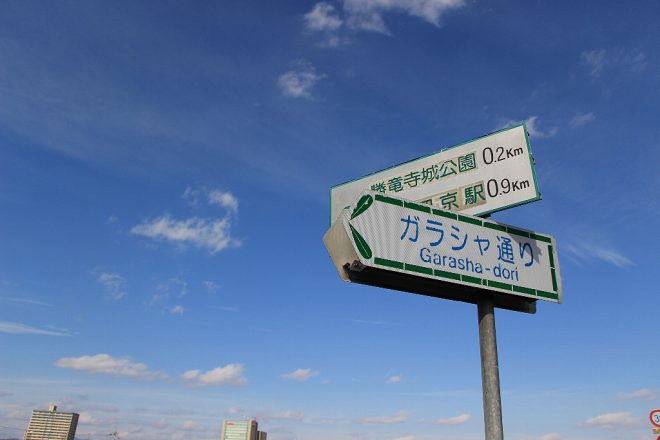 勝竜寺城公園 0.2Km
京駅 0.9Km
ガラシャ通り
Garasha-dori